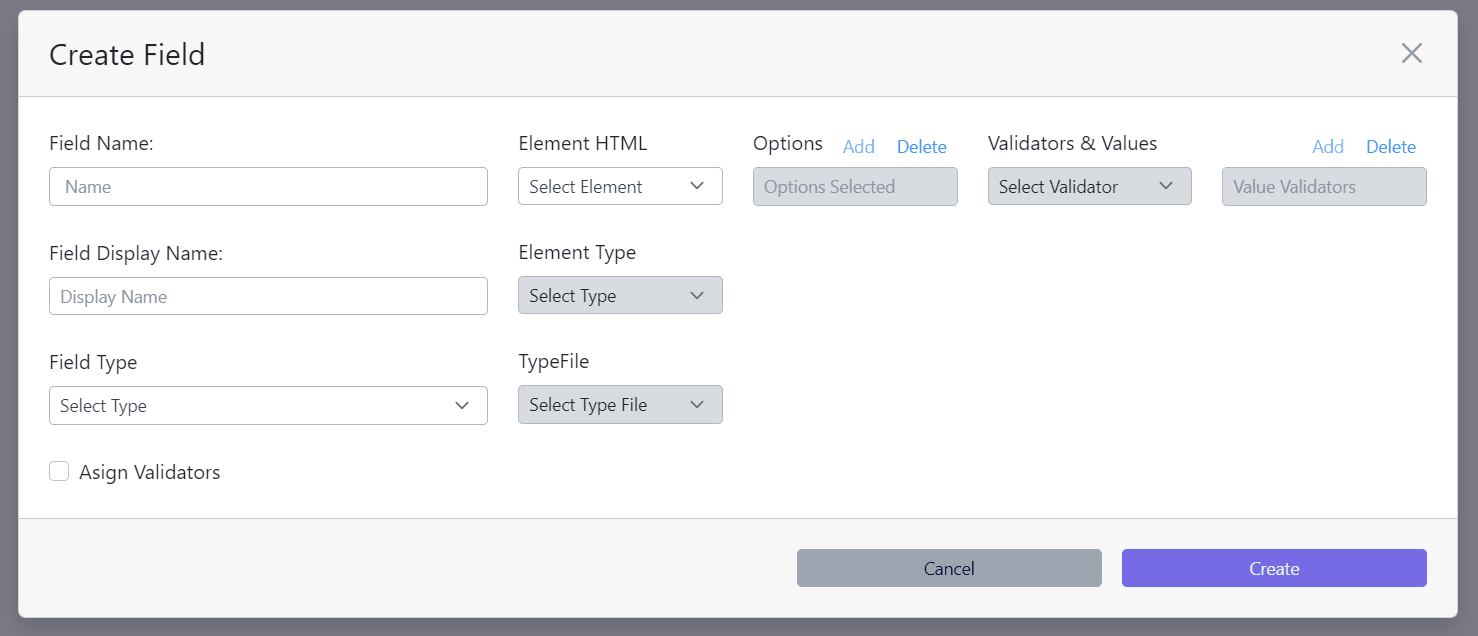 Create Field
Field Name:
Element HTML
Options Add Delete
Validators & Values Add Delete
Name
Select Element
Options Selected
Select Validator
Value Validators
Field Display Name:
Element Type
Display Name
Select Type
Field Type
TypeFile
Select Type
Select Type File
Asign Validators
Cancel
Create